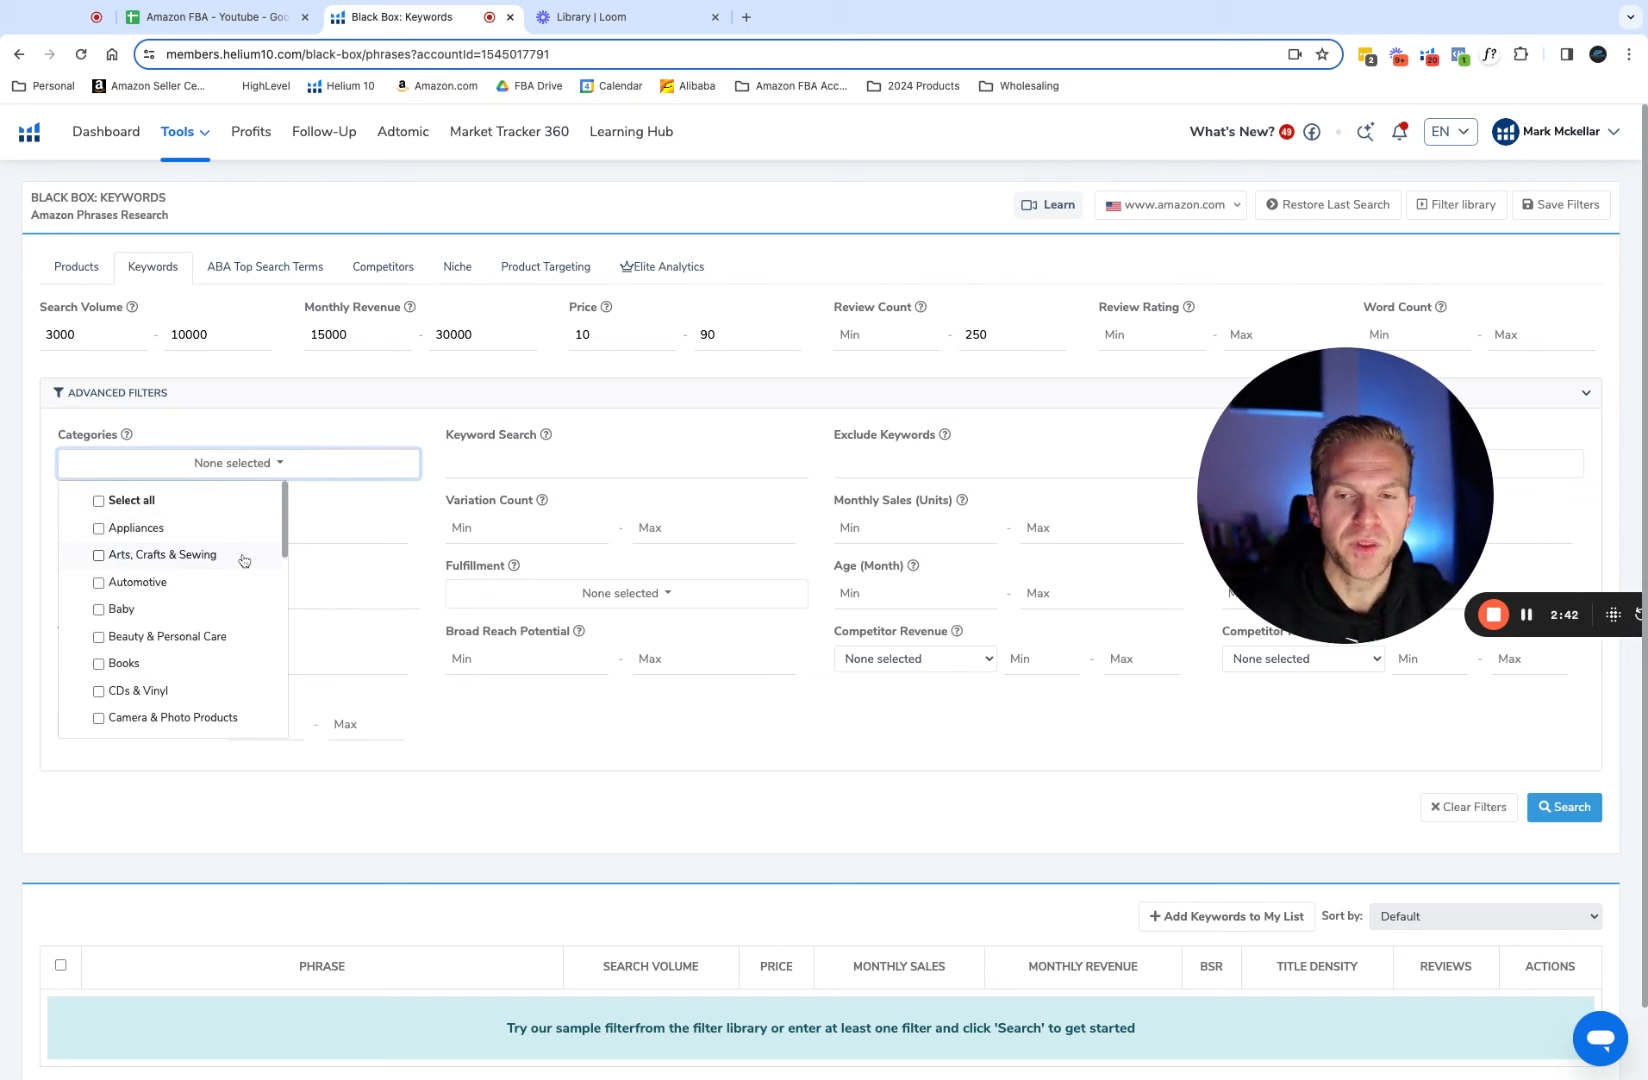 Amazon FBA - Youtube - Goo
Black Box: Keywords
Library | Loom
members.helium10.com/black-box/phrases?accountId=1545017791
2
9+
20
1
f?
Personal
Amazon Seller Ce...
HighLevel
Helium 10
Amazon.com
FBA Drive
Calendar
Alibaba
Amazon FBA Acc...
2024 Products
Wholesaling
Dashboard
Tools
Profits
Follow-Up
Adtomic
Market Tracker 360
Learning Hub
What's New? 49
EN
Mark Mckellar
BLACK BOX: KEYWORDS
Amazon Phrases Research
Learn
www.amazon.com
Restore Last Search
Filter library
Save Filters
Products
Keywords
ABA Top Search Terms
Competitors
Niche
Product Targeting
Elite Analytics
Search Volume
Monthly Revenue
Price
Review Count
Review Rating
Word Count
3000 - 10000
15000 - 30000
10 - 90
Min - 250
Min - Max
Min - Max
ADVANCED FILTERS
Categories
Keyword Search
Exclude Keywords
None selected
Select all
Appliances
Arts, Crafts & Sewing
Automotive
Baby
Beauty & Personal Care
Books
CDs & Vinyl
Camera & Photo Products
Variation Count
Monthly Sales (Units)
Min - Max
Min - Max
Fulfillment
Age (Month)
None selected
Min - Max
2:42
Broad Reach Potential
Competitor Revenue
Competitor
Min - Max
None selected
Min - Max
None selected
Min - Max
- Max
Clear Filters
Search
+ Add Keywords to My List
Sort by:
Default
PHRASE
SEARCH VOLUME
PRICE
MONTHLY SALES
MONTHLY REVENUE
BSR
TITLE DENSITY
REVIEWS
ACTIONS
Try our sample filterfrom the filter library or enter at least one filter and click 'Search' to get started